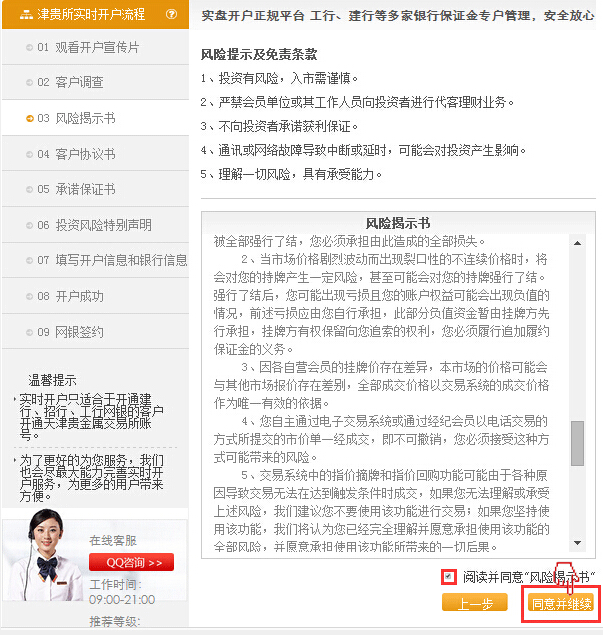 津贵所实时开户流程
01 观看开户宣传片
02 客户调查
03 风险揭示书
04 客户协议书
05 承诺保证书
06 投资风险特别声明
07 填写开户信息和银行信息
08 开户成功
09 网银签约
温馨提示
实时开户只适合于开通建
行、招行、工行网银的客户
开通天津贵金属交易所账
号。
为了更好的为您服务，我们
也会尽最大能力完善实时开
户服务，为更多的用户带来
方便。
在线客服
QQ咨询 >>
工作时间：
09:00-21:00
推荐等级：
实盘开户正规平台 工行、建行等多家银行保证金专户管理，安全放心
风险提示及免责条款
1、投资有风险，入市需谨慎。
2、严禁会员单位或其工作人员向投资者进行代客理财业务。
3、不向投资者承诺获利保证。
4、通讯或网络故障导致中断或延时，可能会对投资产生影响。
5、理解一切风险，具有承受能力。
风险揭示书
被全部强行了结，您必须承担由此造成的全部损失。
2、当市场价格剧烈波动而出现裂口性的不连续价格时，将
会对您的持牌产生一定风险，甚至可能会对您的持牌强行了结。
强行了结后，您可能出现亏损且您的账户权益可能会出现负值的
情况，前述亏损应由您自行承担，此部分负值资金暂由挂牌方先
行承担，挂牌方有权保留向您追索的权利，您必须履行追加履约
保证金的义务。
3、因各自营会员的挂牌价存在差异，本市场的价格可能会
与其他市场报价存在差别，全部成交价格以交易系统的成交价格
作为唯一有效的依据。
4、您自主通过电子交易系统或通过经纪会员以电话交易的
方式所提交的市价单一经成交，即不可撤销，您必须接受这种方
式可能带来的风险。
5、交易系统中的指价摘牌和指价回购功能可能由于各种原
因导致交易无法在达到触发条件时成交，如果您无法理解或承受
上述风险，我们建议您不要使用该功能进行交易；如果您坚持使
用该功能，我们将认为您已经完全理解并愿意承担使用该功能的
全部风险，并愿意承担使用该功能所带来的一切后果。
阅读并同意“风险揭示书”
上一步
同意并继续